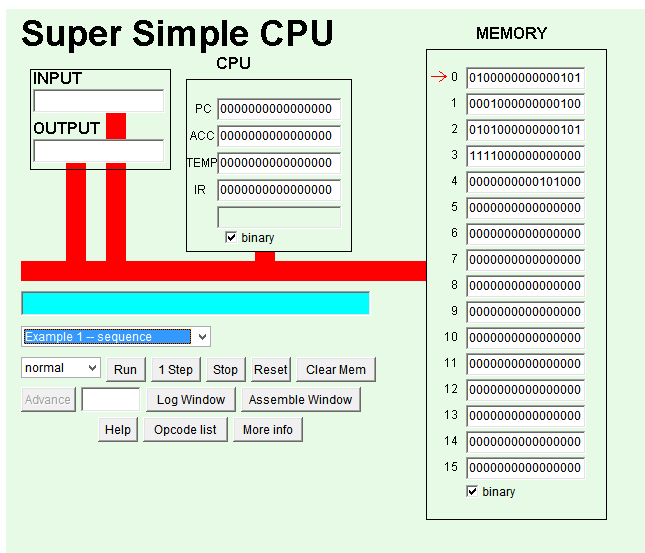 Super Simple CPU
INPUT
OUTPUT
CPU
PC 0000000000000000
ACC 0000000000000000
TEMP 0000000000000000
IR 0000000000000000
binary
Example 1 -- sequence
normal Run 1 Step Stop Reset Clear Mem
Advance Log Window Assemble Window
Help Opcode list More info
MEMORY
0 0100000000000101
1 0001000000000100
2 0101000000000101
3 1111000000000000
4 0000000000101000
5 0000000000000000
6 0000000000000000
7 0000000000000000
8 0000000000000000
9 0000000000000000
10 0000000000000000
11 0000000000000000
12 0000000000000000
13 0000000000000000
14 0000000000000000
15 0000000000000000
binary